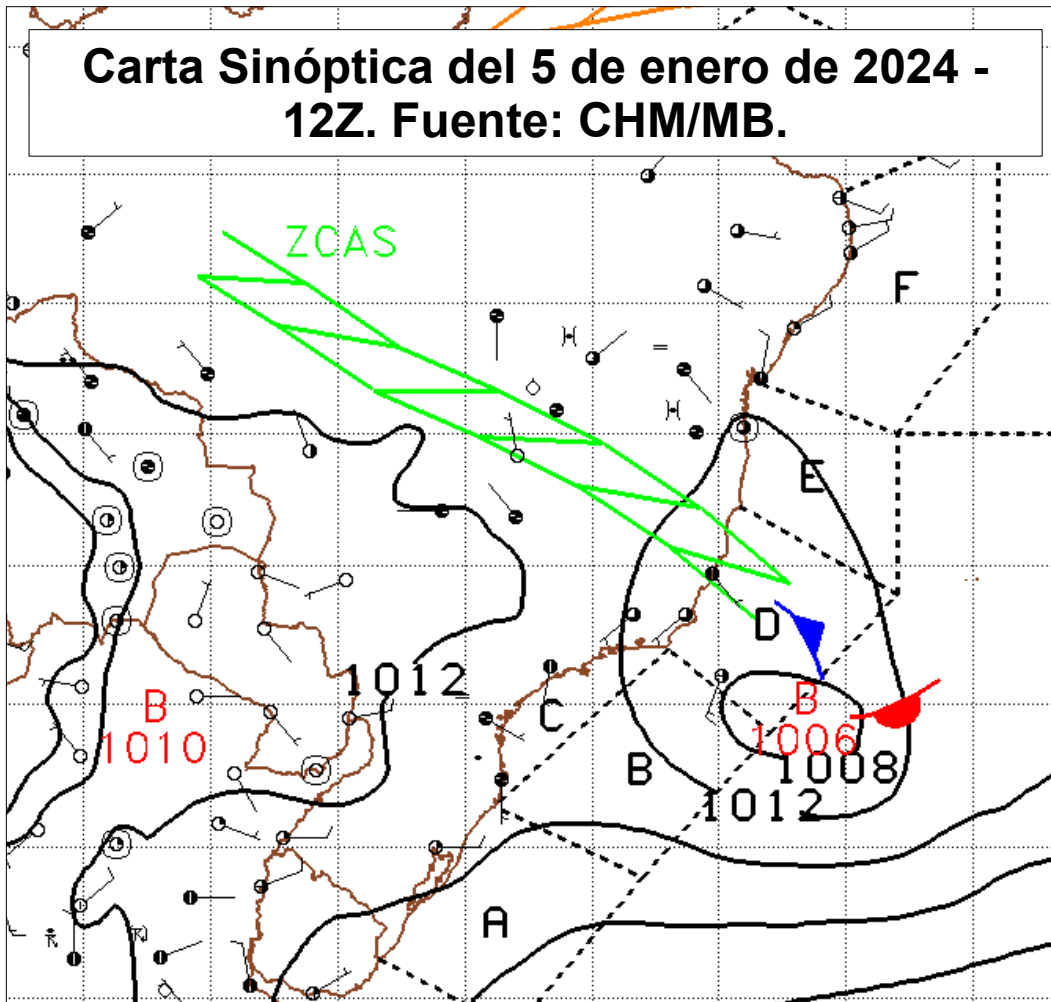 Carta Sinóptica del 5 de enero de 2024 -
12Z. Fuente: CHM/MB.
ZCAS
F
E
D
1012
B
1010
C
B
1006
B
1008
1012
A